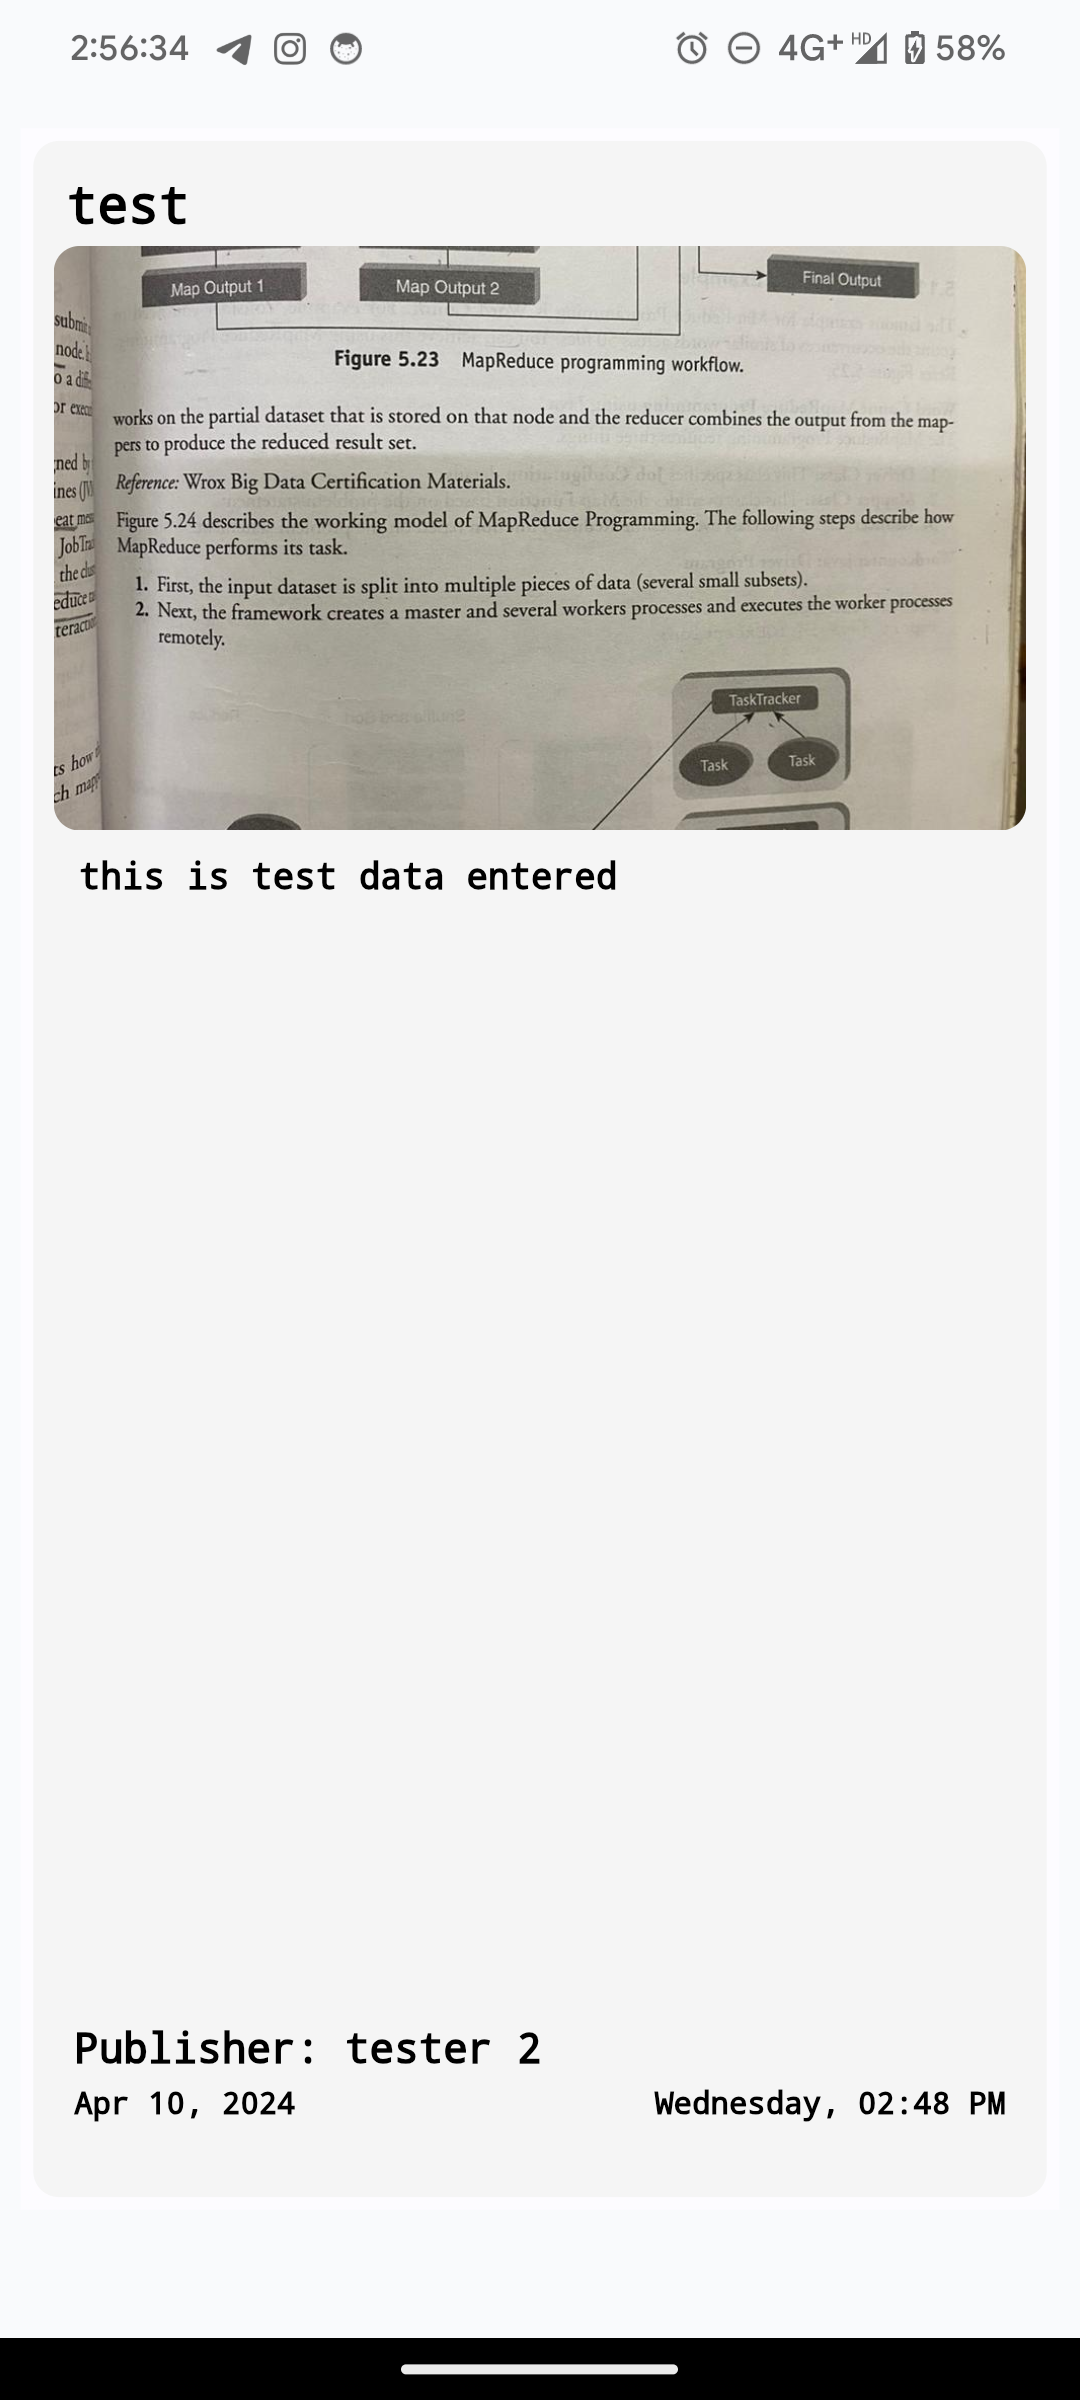 2:56:34 4G+ HD 58%
test
Map Output 1 Map Output 2 Final Output
Figure 5.23 MapReduce programming workflow.
works on the partial dataset that is stored on that node and the reducer combines the output from the map-
pers to produce the reduced result set.
Reference: Wrox Big Data Certification Materials.
Figure 5.24 describes the working model of MapReduce Programming. The following steps describe how
MapReduce performs its task.
1. First, the input dataset is split into multiple pieces of data (several small subsets).
2. Next, the framework creates a master and several workers processes and executes the worker processes
remotely.
TaskTracker
Task Task
this is test data entered
Publisher: tester 2
Apr 10, 2024 Wednesday, 02:48 PM